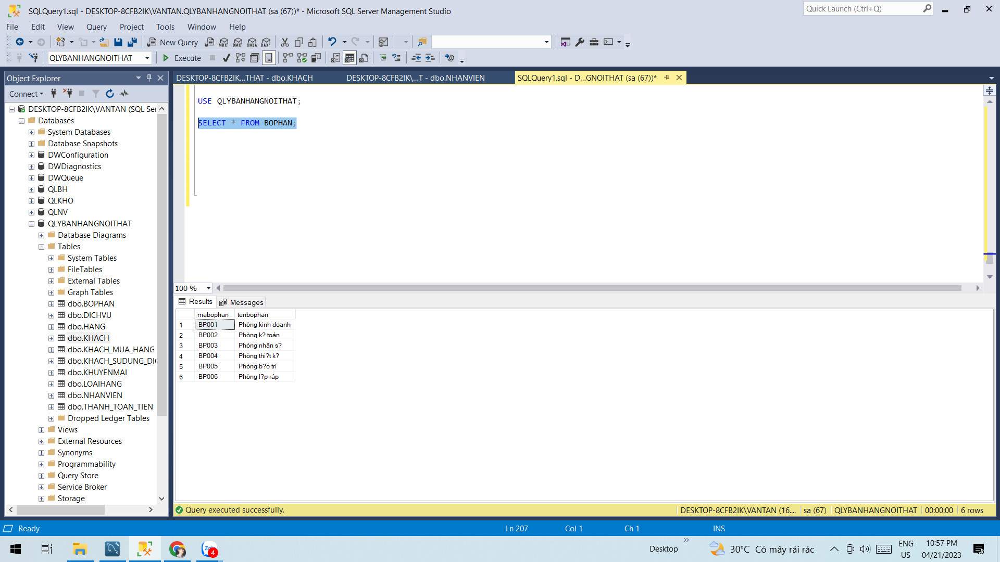 SQLQuery1.sql - DESKTOP-8CFB2IK\VANTAN.QLYBANHANGNOITHAT (sa (67))* - Microsoft SQL Server Management Studio
Quick Launch (Ctrl+Q)
File Edit View Query Project Tools Window Help
New Query MDX DMX XMLA DAX
QLYBANHANGNOITHAT Execute
Object Explorer
DESKTOP-8CFB2IK...THAT - dbo.KHACH
DESKTOP-8CFB2IK\...T - dbo.NHANVIEN
SQLQuery1.sql - D...GNOITHAT (sa (67))*
Connect
DESKTOP-8CFB2IK\VANTAN (SQL Ser
Databases
System Databases
Database Snapshots
DWConfiguration
DWDiagnostics
DWQueue
QLBH
QLKHO
QLNV
QLYBANHANGNOITHAT
Database Diagrams
Tables
System Tables
FileTables
External Tables
Graph Tables
dbo.BOPHAN
dbo.DICHVU
dbo.HANG
dbo.KHACH
dbo.KHACH_MUA_HANG
dbo.KHACH_SUDUNG_DIC
dbo.KHUYENMAI
dbo.LOAIHANG
dbo.NHANVIEN
dbo.THANH_TOAN_TIEN
Dropped Ledger Tables
Views
External Resources
Synonyms
Programmability
Query Store
Service Broker
Storage
USE QLYBANHANGNOITHAT;
SELECT * FROM BOPHAN;
100 %
Results Messages
mabophan tenbophan
1 BP001 Phòng kinh doanh
2 BP002 Phòng k? toán
3 BP003 Phòng nhân s?
4 BP004 Phòng thi?t k?
5 BP005 Phòng b?o trì
6 BP006 Phòng l?p ráp
Query executed successfully.
DESKTOP-8CFB2IK\VANTAN (16.... sa (67) QLYBANHANGNOITHAT 00:00:00 6 rows
Ready Ln 207 Col 1 Ch 1 INS
4
Desktop
30°C Có mây rải rác
ENG
US
10:57 PM
04/21/2023